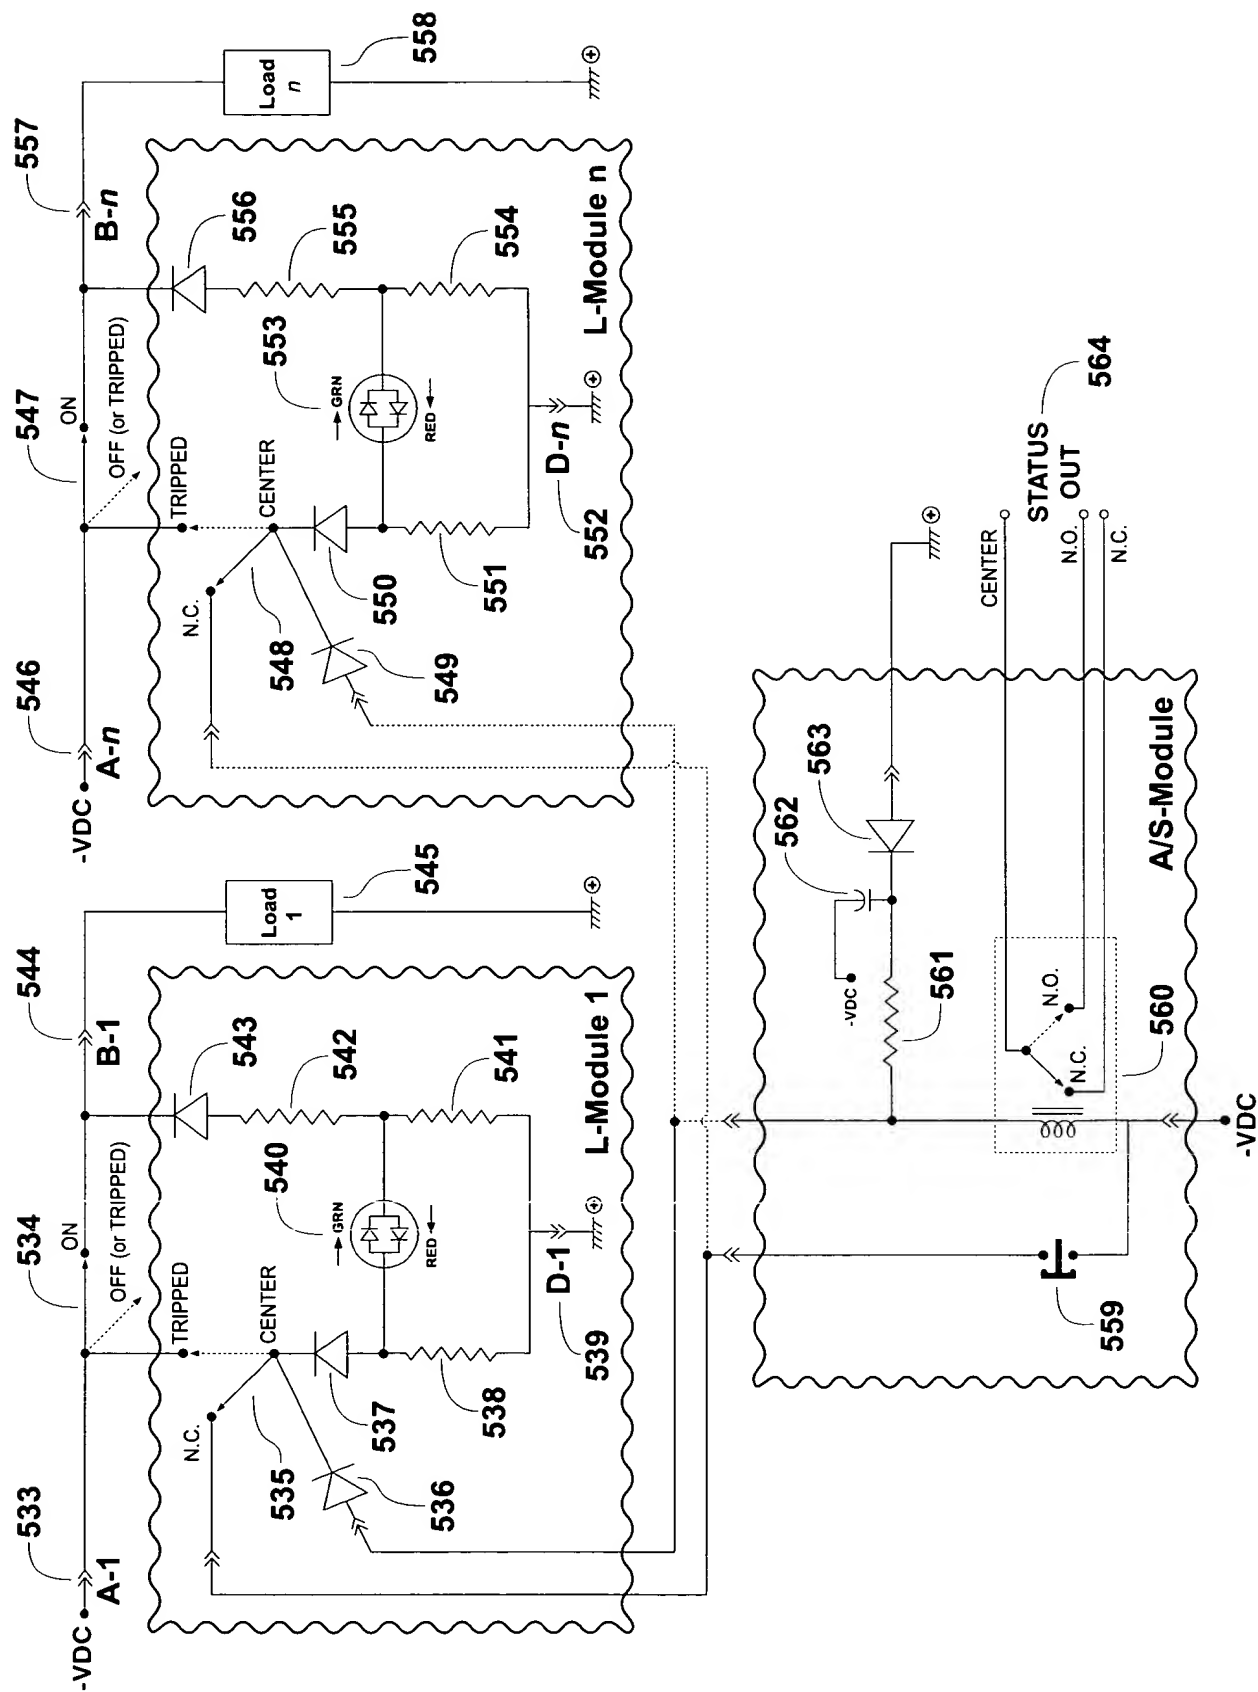 558
Load
n
557
B-n
556
555
554
L-Module n
553
GRN
RED
547
ON
OFF (or TRIPPED)
TRIPPED
CENTER
D-n
552
551
550
548
549
N.C.
546
A-n
-VDC
545
Load
1
544
B-1
543
542
541
L-Module 1
540
GRN
RED
534
ON
OFF (or TRIPPED)
TRIPPED
CENTER
D-1
539
538
537
535
536
N.C.
533
A-1
-VDC
564
STATUS
OUT
CENTER
N.O.
N.C.
563
562
561
-VDC
A/S-Module
N.O.
N.C.
560
559
-VDC